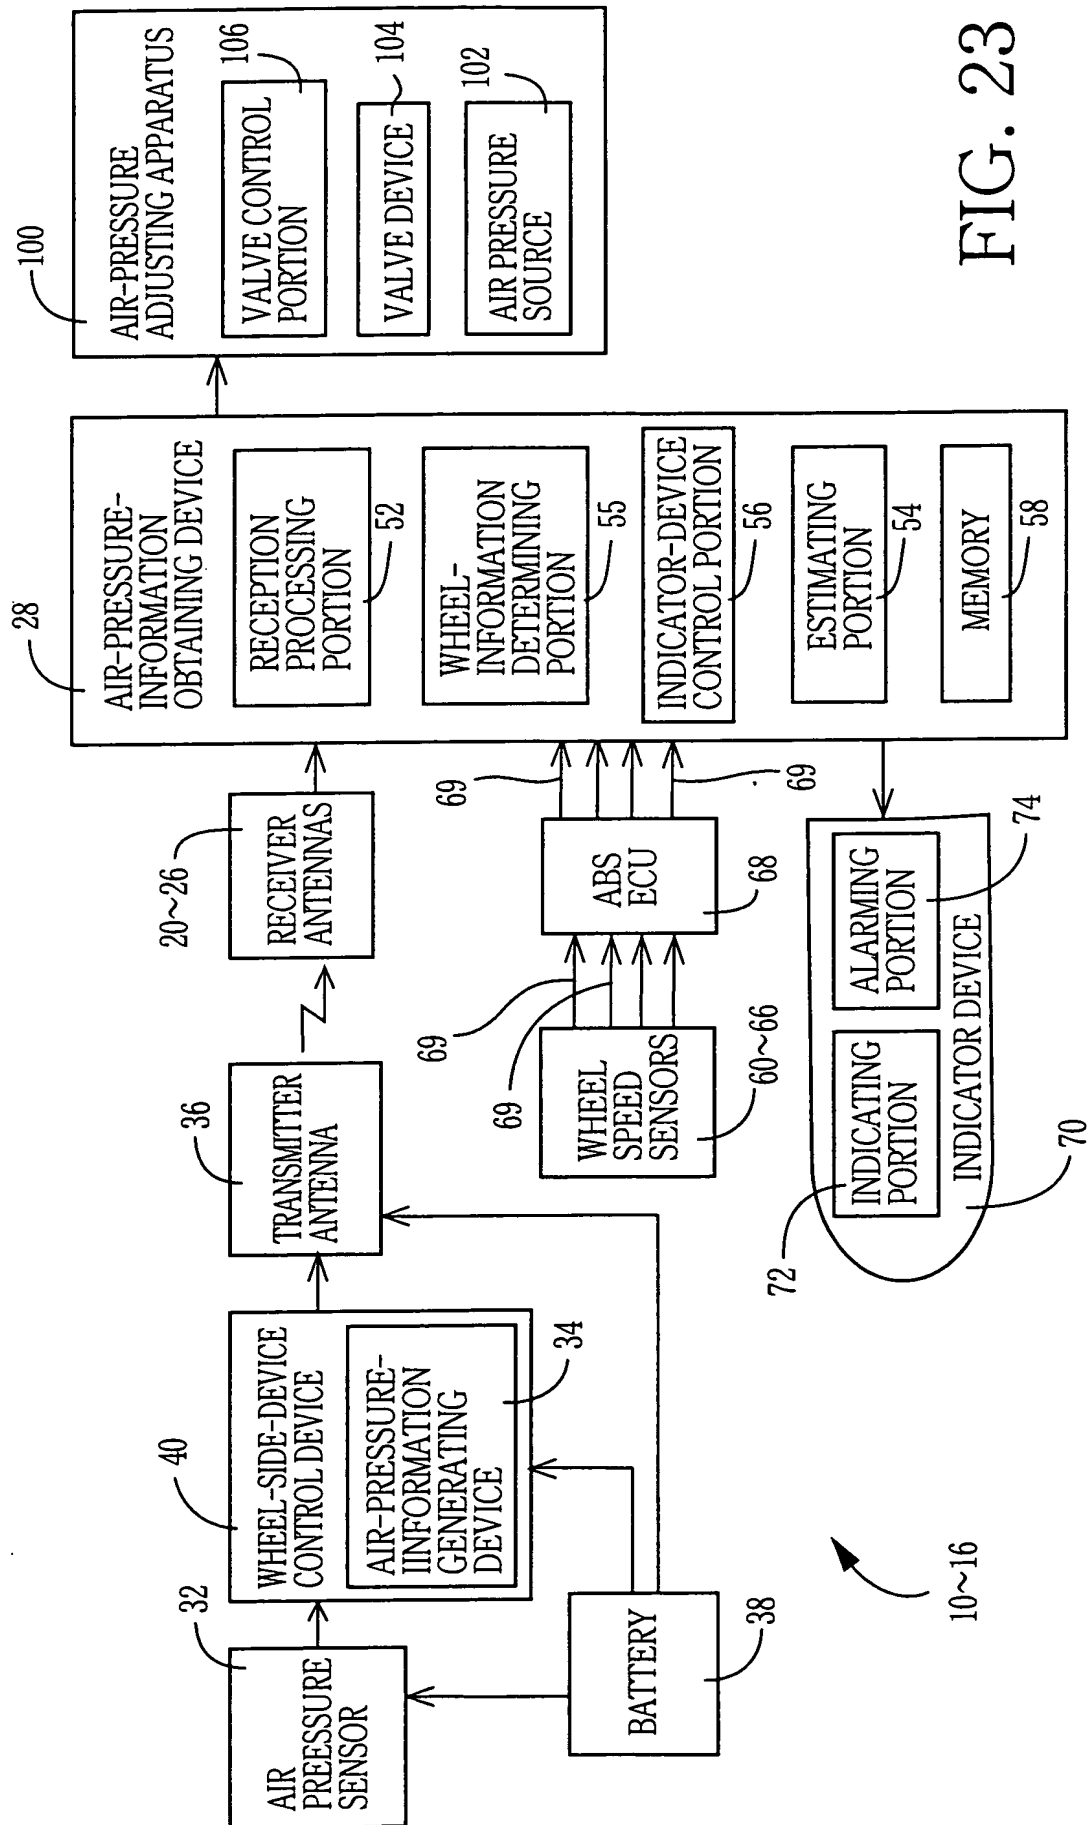 32
AIR
PREESSURE
SENSOR
40
WHEEL-SIDE-DEVICE
CONTROL DEVICE
AIR-PRESSURE-
IINFORMATION
GENERATING
DEVICE
34
BATTERY
38
36
TRANSMITTER
ANTENNA
20~26
RECEIVER
ANTENNAS
WHEEL
SPEED
SENSORS
60~66
69
69
ABS
ECU
68
69
69
28
AIR-PRESSURE-
INFORMATION
OBTAINING DEVICE
RECEPTION
PROCESSING
PORTION
52
WHEEL-
INFORMATION
DETERMINING
PORTION
55
INDICATOR-DEVICE
CONTROL PORTION
56
ESTIMATING
PORTION
54
MEMORY
58
72
INDICATING
PORTION
ALARMING
PORTION
74
INDICATOR DEVICE
70
100
AIR-PRESSURE
ADJUSTING APPARATUS
VALVE CONTROL
PORTION
106
VALVE DEVICE
104
AIR PRESSURE
SOURCE
102
10~16
FIG. 23